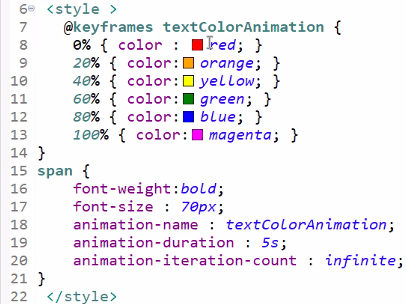 6 <style >
7 @keyframes textColorAnimation {
8 0% { color : red; }
9 20% { color: orange; }
10 40% { color: yellow; }
11 60% { color: green; }
12 80% { color: blue; }
13 100% { color: magenta; }
14 }
15 span {
16 font-weight:bold;
17 font-size : 70px;
18 animation-name : textColorAnimation;
19 animation-duration : 5s;
20 animation-iteration-count : infinite;
21 }
22 </style>